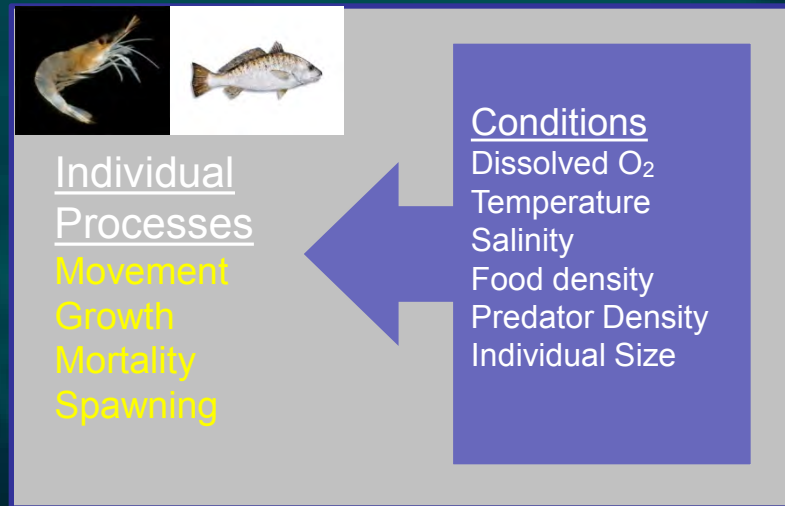 Individual
Processes
Movement
Growth
Mortality
Spawning
Conditions
Dissolved O₂
Temperature
Salinity
Food density
Predator Density
Individual Size